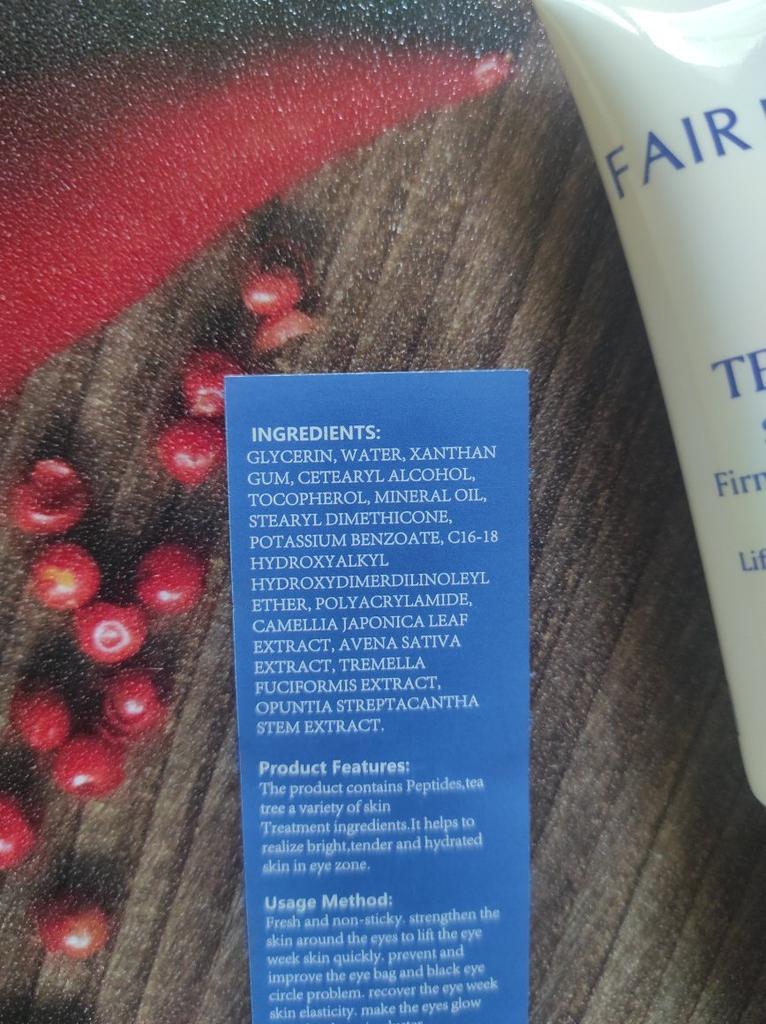 FAIR
TE
Firm
Lif
INGREDIENTS:
GLYCERIN, WATER, XANTHAN
GUM, CETEARYL ALCOHOL,
TOCOPHEROL, MINERAL OIL,
STEARYL DIMETHICONE,
POTASSIUM BENZOATE, C16-18
HYDROXYALKYL
HYDROXYDIMERDILINOLEYL
ETHER, POLYACRYLAMIDE,
CAMELLIA JAPONICA LEAF
EXTRACT, AVENA SATIVA
EXTRACT, TREMELLA
FUCIFORMIS EXTRACT,
OPUNTIA STREPTACANTHA
STEM EXTRACT.
Product Features:
The product contains Peptides,tea
tree a variety of skin
Treatment ingredients.It helps to
realize bright,tender and hydrated
skin in eye zone.
Usage Method:
Fresh and non-sticky. strengthen the
skin around the eyes to lift the eye
week skin quickly. prevent and
improve the eye bag and black eye
circle problem. recover the eye week
skin elasticity. make the eyes glow